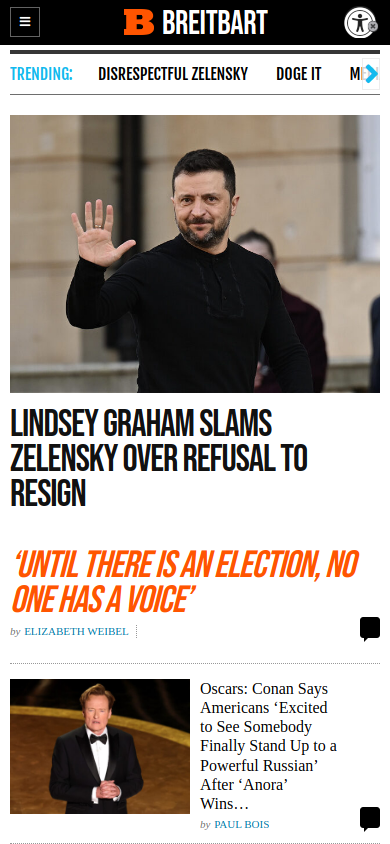 BREITBART
TRENDING:
DISRESPECTFUL ZELENSKY
DOGE IT
LINDSEY GRAHAM SLAMS
ZELENSKY OVER REFUSAL TO
RESIGN
‘UNTIL THERE IS AN ELECTION, NO
ONE HAS A VOICE’
by ELIZABETH WEIBEL
Oscars: Conan Says
Americans ‘Excited
to See Somebody
Finally Stand Up to a
Powerful Russian’
After ‘Anora’
Wins…
by PAUL BOIS